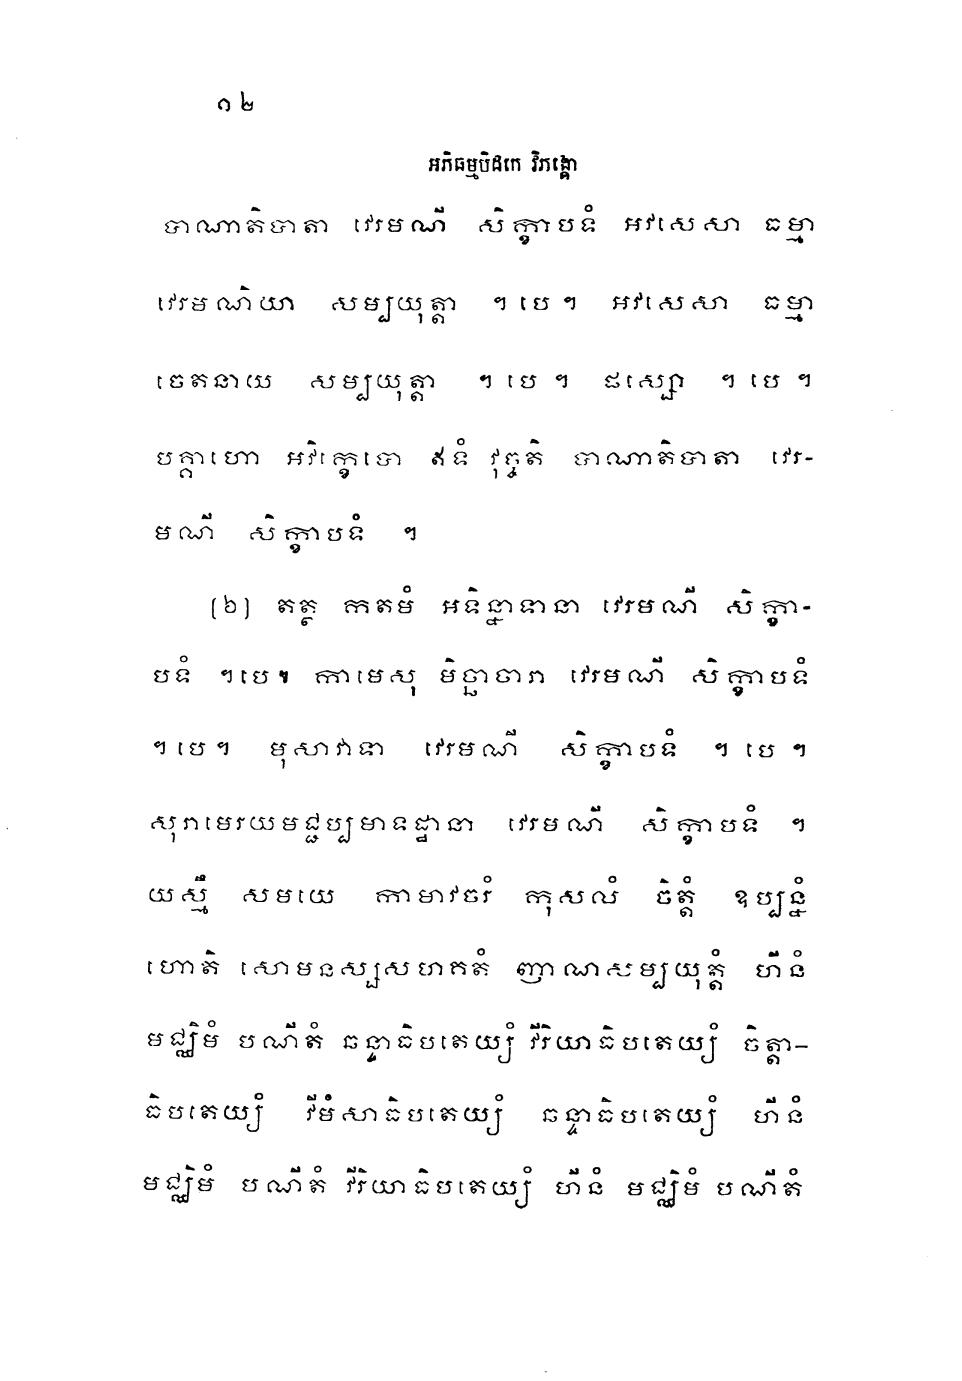 ១២
អភិធម្មបិដកេ វិភង្គោ
បាណាតិបាតា វេរមណី សិក្ខាបទំ អវសេសា ធម្មា
វេរមណិយា សម្បយុត្តា ។ បេ ។ អវសេសា ធម្មា
ចេតនាយ សម្បយុត្តា ។ បេ ។ ផស្សោ ។ បេ ។
បគ្គាហោ អវិក្ខេបោ ឥទំ វុច្ចតិ បាណាតិបាតា វេរ-
មណី សិក្ខាបទំ ។
(៦) តត្ថ កតមំ អទិន្នាទានា វេរមណី សិក្ខា-
បទំ ។ បេ ។ កាមេសុ មិច្ឆាចារា វេរមណី សិក្ខាបទំ
។ បេ ។ មុសាវាទា វេរមណី សិក្ខាបទំ ។ បេ ។
សុរាមេរយមជ្ជប្បមាទដ្ឋានា វេរមណី សិក្ខាបទំ ។
យស្មឹ សមយេ កាមាវចរំ កុសលំ ចិត្តំ ឧប្បន្នំ
ហោតិ សោមនស្សសហគតំ ញាណសម្បយុត្តំ ហីនំ
មជ្ឈិមំ បណីតំ ឆន្ទាធិបតេយ្យំ វីរិយាធិបតេយ្យំ ចិត្តា-
ធិបតេយ្យំ វីមំសាធិបតេយ្យំ ឆន្ទាធិបតេយ្យំ ហីនំ
មជ្ឈិមំ បណីតំ វីរិយាធិបតេយ្យំ ហីនំ មជ្ឈិមំ បណីតំ